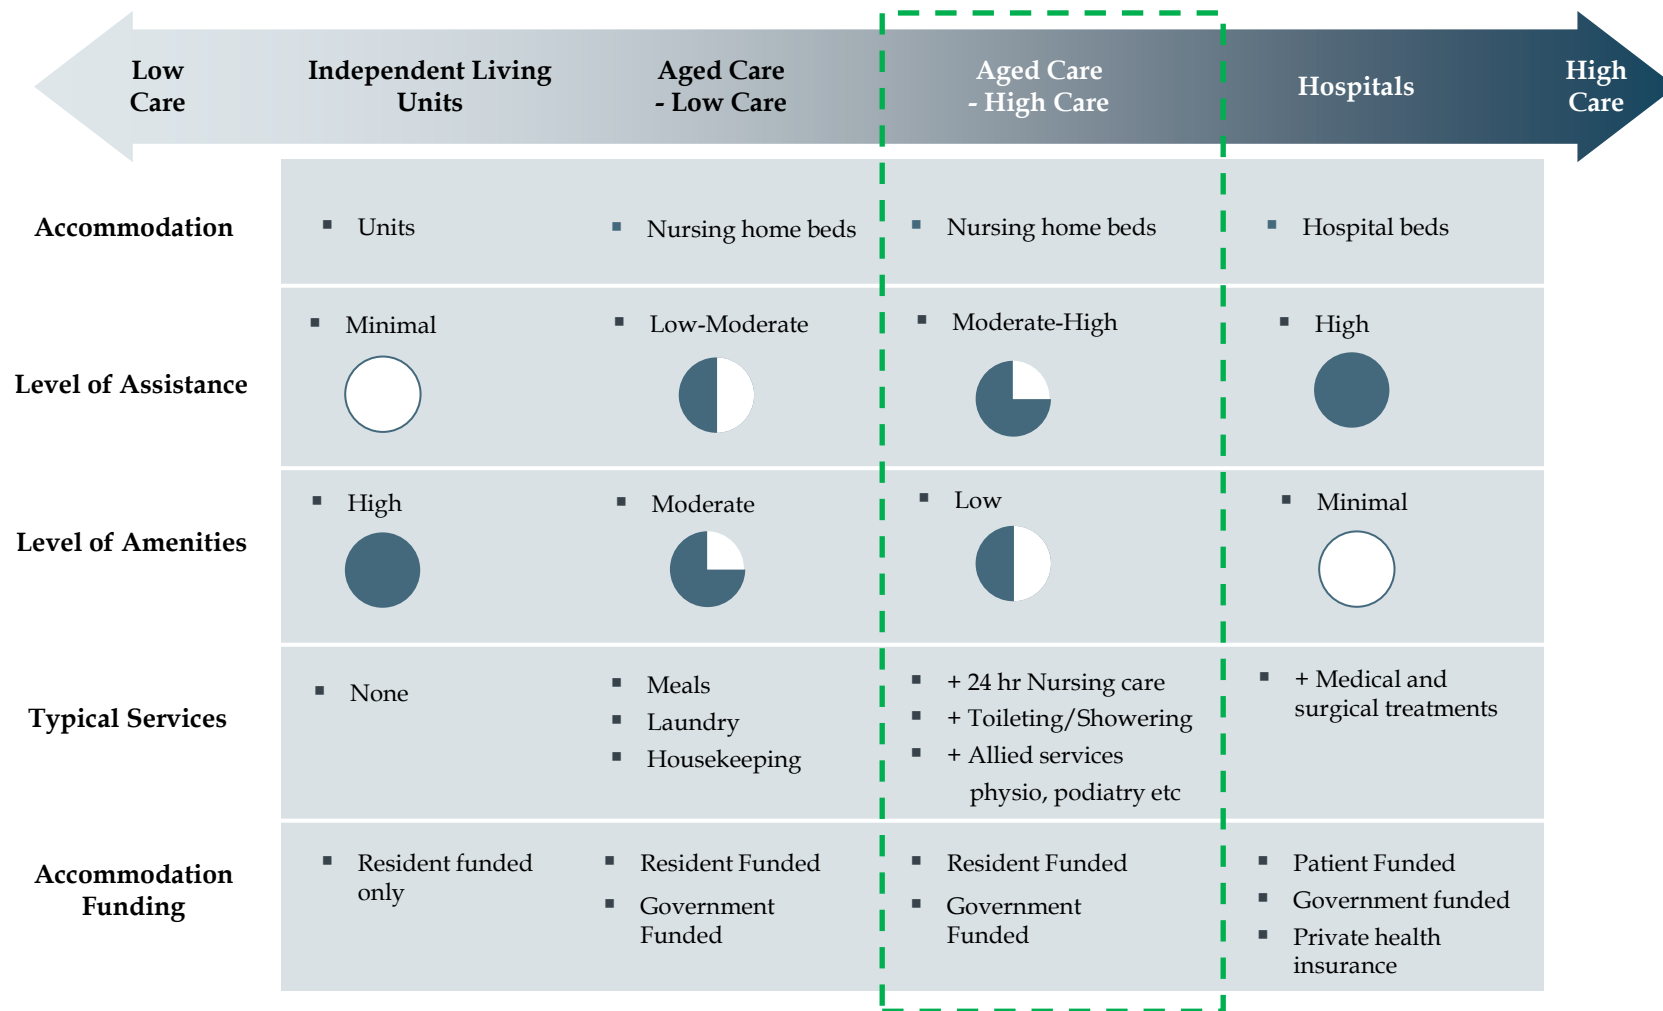 Low
Care
Independent Living
Units
Aged Care
- Low Care
Aged Care
- High Care
Hospitals
High
Care
Accommodation
▪ Units
▪ Nursing home beds
▪ Nursing home beds
▪ Hospital beds
Level of Assistance
▪ Minimal
▪ Low-Moderate
▪ Moderate-High
▪ High
Level of Amenities
▪ High
▪ Moderate
▪ Low
▪ Minimal
Typical Services
▪ None
▪ Meals
▪ Laundry
▪ Housekeeping
▪ + 24 hr Nursing care
▪ + Toileting/Showering
▪ + Allied services
physio, podiatry etc
▪ + Medical and
surgical treatments
Accommodation
Funding
▪ Resident funded
only
▪ Resident Funded
▪ Government
Funded
▪ Resident Funded
▪ Government
Funded
▪ Patient Funded
▪ Government funded
▪ Private health
insurance